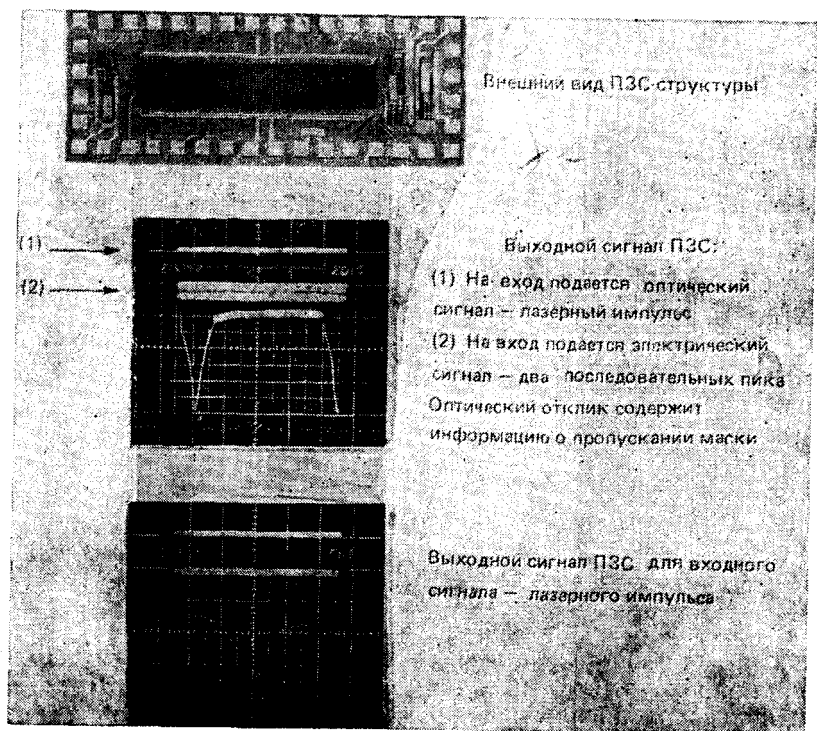 Внешний вид ПЗС-структуры
(1)
(2)
Выходной сигнал ПЗС:
(1) На вход подается оптический
сигнал — лазерный импульс
(2) На вход подается электрический
сигнал — два последовательных пика
Оптический отклик содержит
информацию о пропускании маски
Выходной сигнал ПЗС для входного
сигнала — лазерного импульса